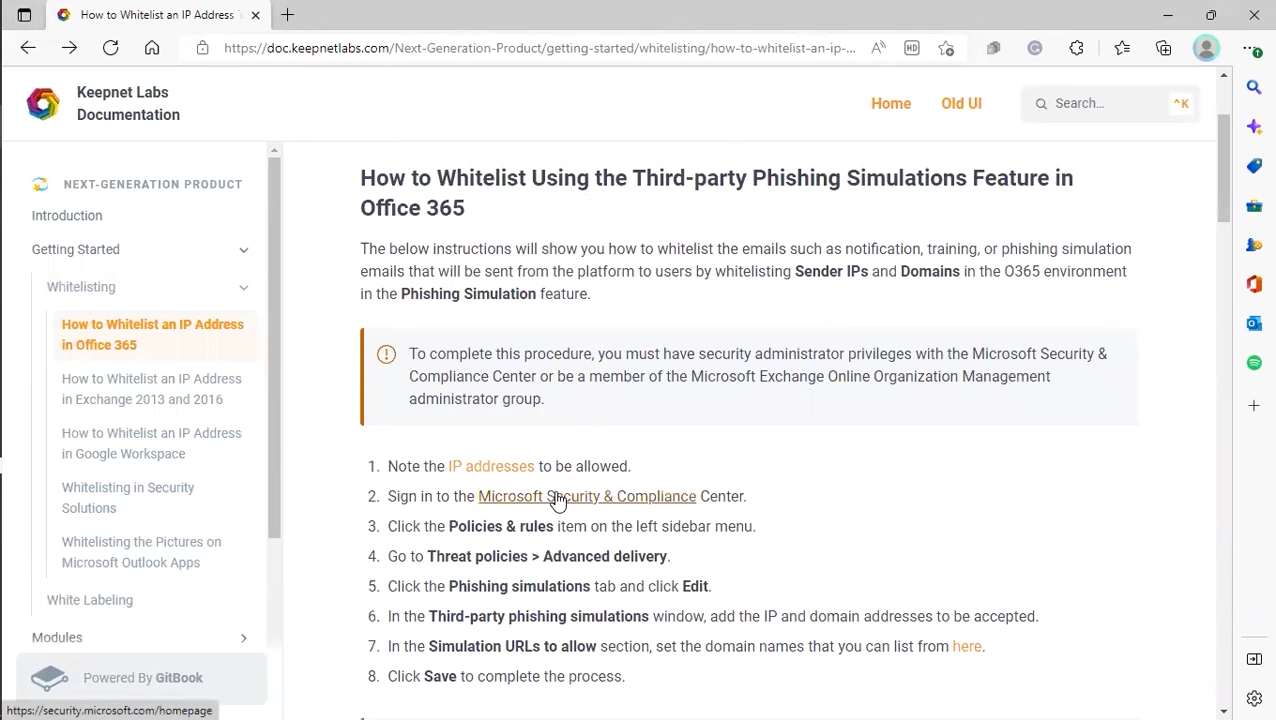 How to Whitelist an IP Address
https://doc.keepnetlabs.com/Next-Generation-Product/getting-started/whitelisting/how-to-whitelist-an-ip-...
Keepnet Labs
Documentation
Home
Old UI
Search...
^K
NEXT-GENERATION PRODUCT
Introduction
Getting Started
Whitelisting
How to Whitelist an IP Address
in Office 365
How to Whitelist an IP Address
in Exchange 2013 and 2016
How to Whitelist an IP Address
in Google Workspace
Whitelisting in Security
Solutions
Whitelisting the Pictures on
Microsoft Outlook Apps
White Labeling
Modules
Powered By GitBook
https://security.microsoft.com/homepage
How to Whitelist Using the Third-party Phishing Simulations Feature in
Office 365
The below instructions will show you how to whitelist the emails such as notification, training, or phishing simulation
emails that will be sent from the platform to users by whitelisting Sender IPs and Domains in the O365 environment
in the Phishing Simulation feature.
To complete this procedure, you must have security administrator privileges with the Microsoft Security &
Compliance Center or be a member of the Microsoft Exchange Online Organization Management
administrator group.
1. Note the IP addresses to be allowed.
2. Sign in to the Microsoft Security & Compliance Center.
3. Click the Policies & rules item on the left sidebar menu.
4. Go to Threat policies > Advanced delivery.
5. Click the Phishing simulations tab and click Edit.
6. In the Third-party phishing simulations window, add the IP and domain addresses to be accepted.
7. In the Simulation URLs to allow section, set the domain names that you can list from here.
8. Click Save to complete the process.